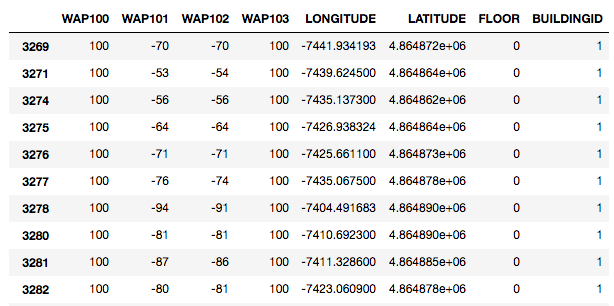 WAP100 WAP101 WAP102 WAP103 LONGITUDE LATITUDE FLOOR BUILDINGID
3269 100 -70 -70 100 -7441.934193 4.864872e+06 0 1
3271 100 -53 -54 100 -7439.624500 4.864864e+06 0 1
3274 100 -56 -56 100 -7435.137300 4.864862e+06 0 1
3275 100 -64 -64 100 -7426.938324 4.864864e+06 0 1
3276 100 -71 -71 100 -7425.661100 4.864873e+06 0 1
3277 100 -76 -74 100 -7435.067500 4.864878e+06 0 1
3278 100 -94 -91 100 -7404.491683 4.864890e+06 0 1
3280 100 -81 -81 100 -7410.692300 4.864890e+06 0 1
3281 100 -87 -86 100 -7411.328600 4.864885e+06 0 1
3282 100 -80 -81 100 -7423.060900 4.864878e+06 0 1